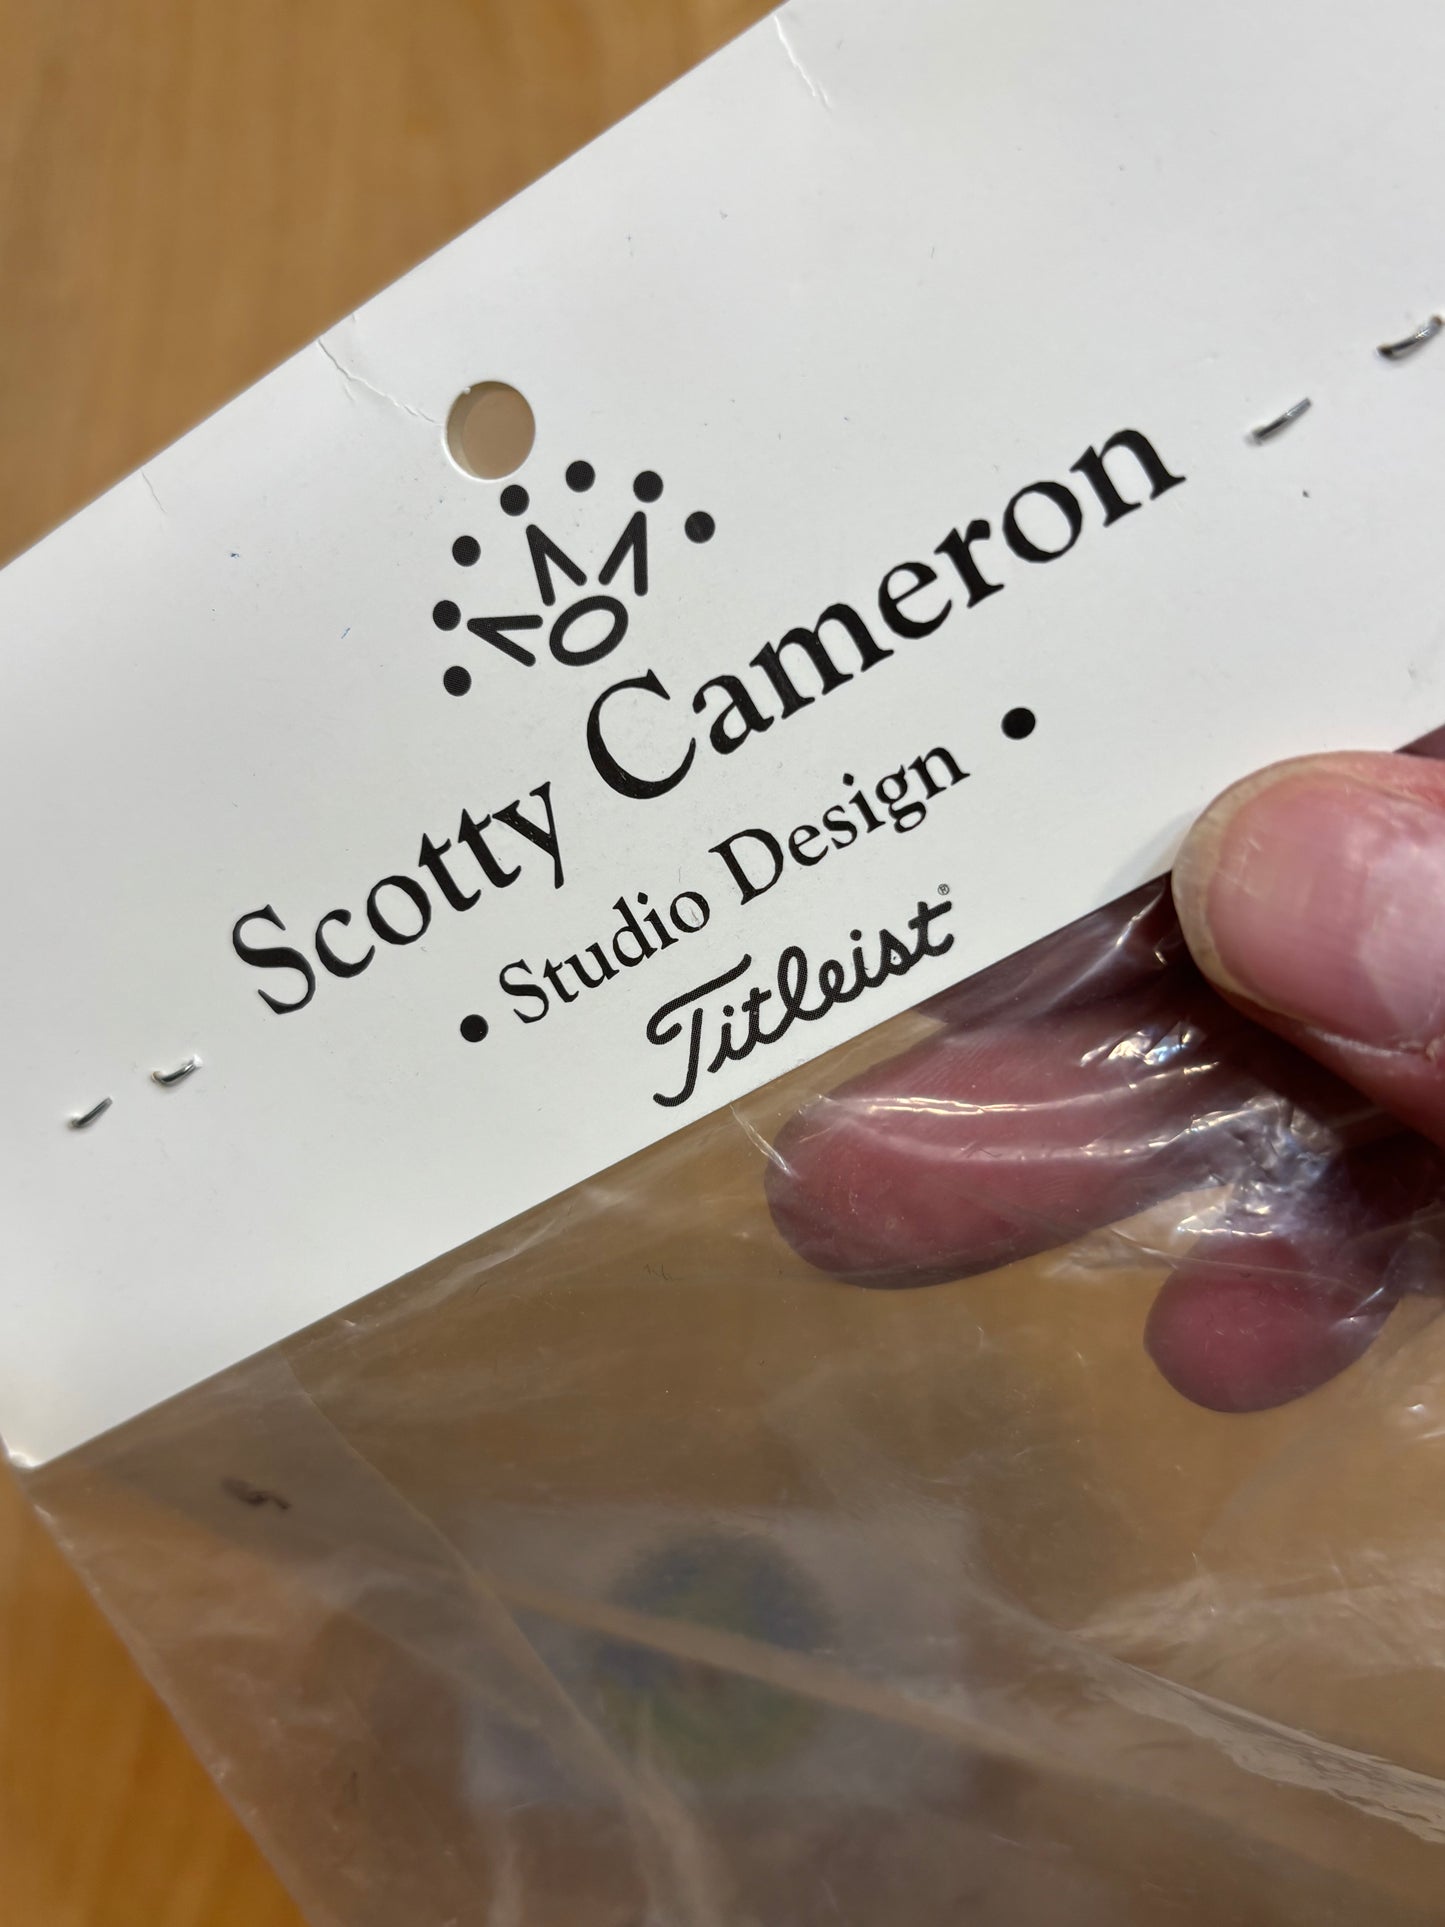 Scotty Cameron
• Studio Design •
Titleist®